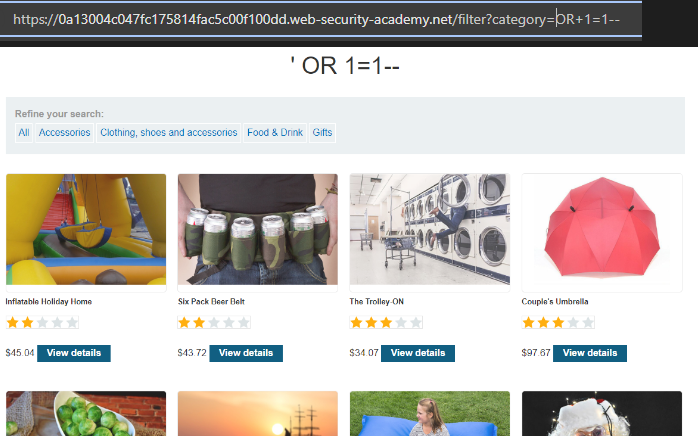 https://0a13004c047fc175814fac5c00f100dd.web-security-academy.net/filter?category=OR+1=1--
' OR 1=1--
Refine your search:
All Accessories Clothing, shoes and accessories Food & Drink Gifts
Inflatable Holiday Home Six Pack Beer Belt The Trolley-ON Couple's Umbrella
$45.04 View details $43.72 View details $34.07 View details $97.67 View details